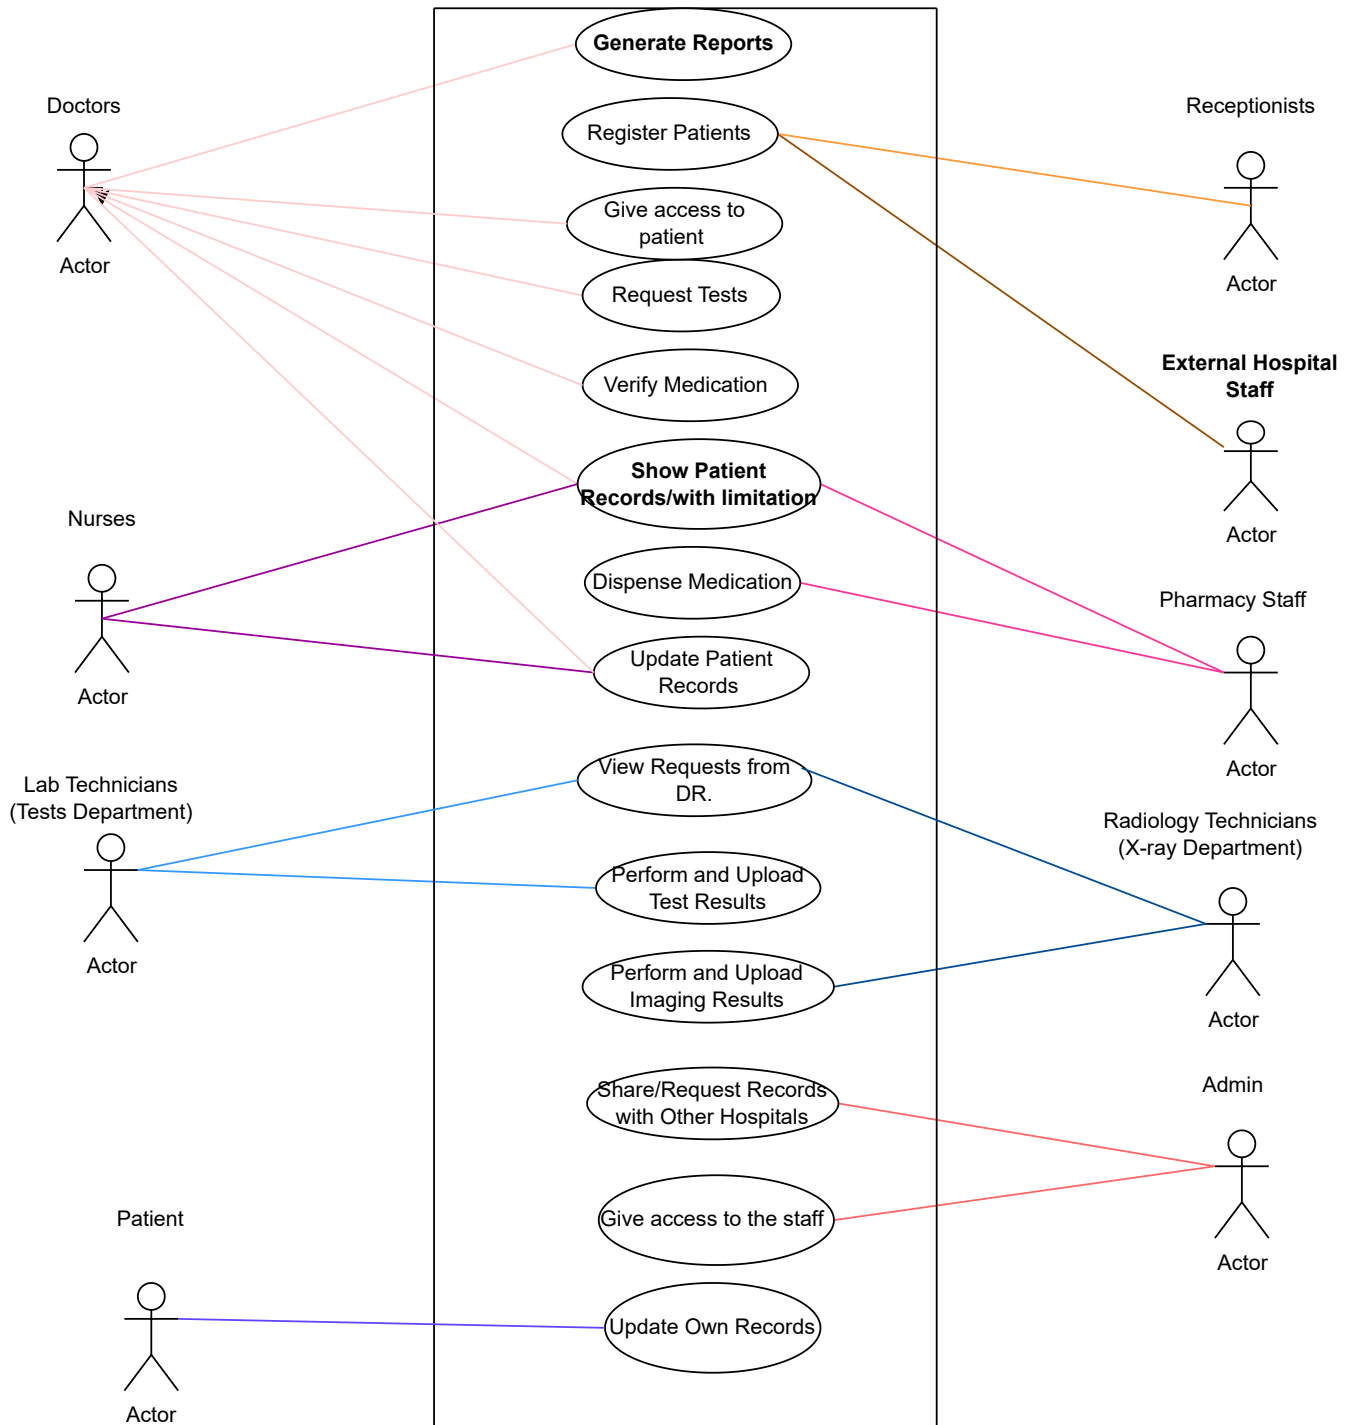 Generate Reports
Doctors
Receptionists
Register Patients
Give access to
patient
Actor
Actor
Request Tests
External Hospital
Staff
Verify Medication
Show Patient
Records/with limitation
Nurses
Actor
Dispense Medication
Pharmacy Staff
Update Patient
Records
Actor
View Requests from
DR.
Actor
Lab Technicians
(Tests Department)
Radiology Technicians
(X-ray Department)
Perform and Upload
Test Results
Actor
Perform and Upload
Imaging Results
Actor
Share/Request Records
with Other Hospitals
Admin
Patient
Give access to the staff
Actor
Update Own Records
Actor